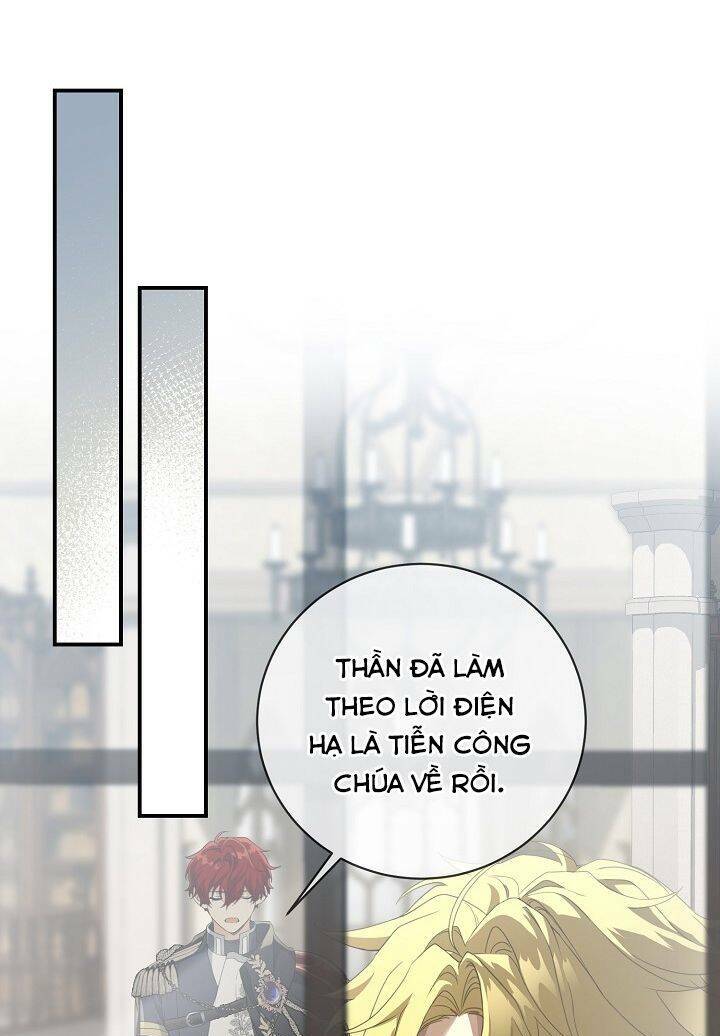 THẦN ĐÃ LÀM
THEO LỜI ĐIỆN
HẠ LÀ TIỄN CÔNG
CHÚA VỀ RỒI.